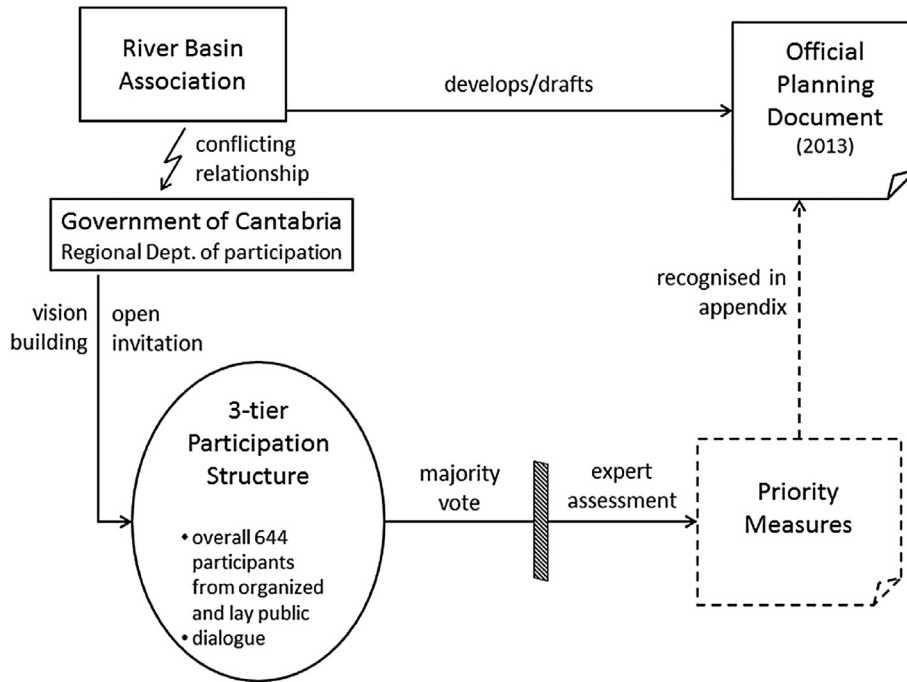 River Basin
Association
develops/drafts
Official
Planning
Document
(2013)
conflicting
relationship
Government of Cantabria
Regional Dept. of participation
recognised in
appendix
vision
building
open
invitation
3-tier
Participation
Structure
• overall 644
participants
from organized
and lay public
• dialogue
majority
vote
expert
assessment
Priority
Measures